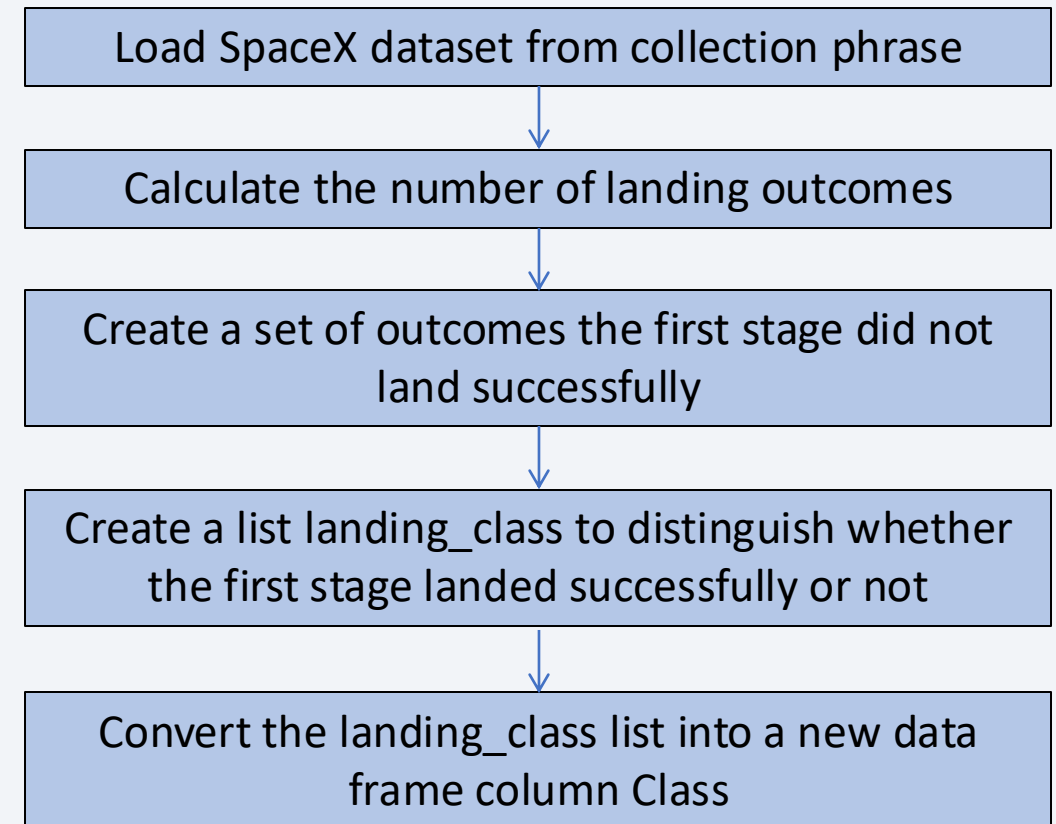 Load SpaceX dataset from collection phrase
Calculate the number of landing outcomes
Create a set of outcomes the first stage did not
land successfully
Create a list landing_class to distinguish whether
the first stage landed successfully or not
Convert the landing_class list into a new data
frame column Class